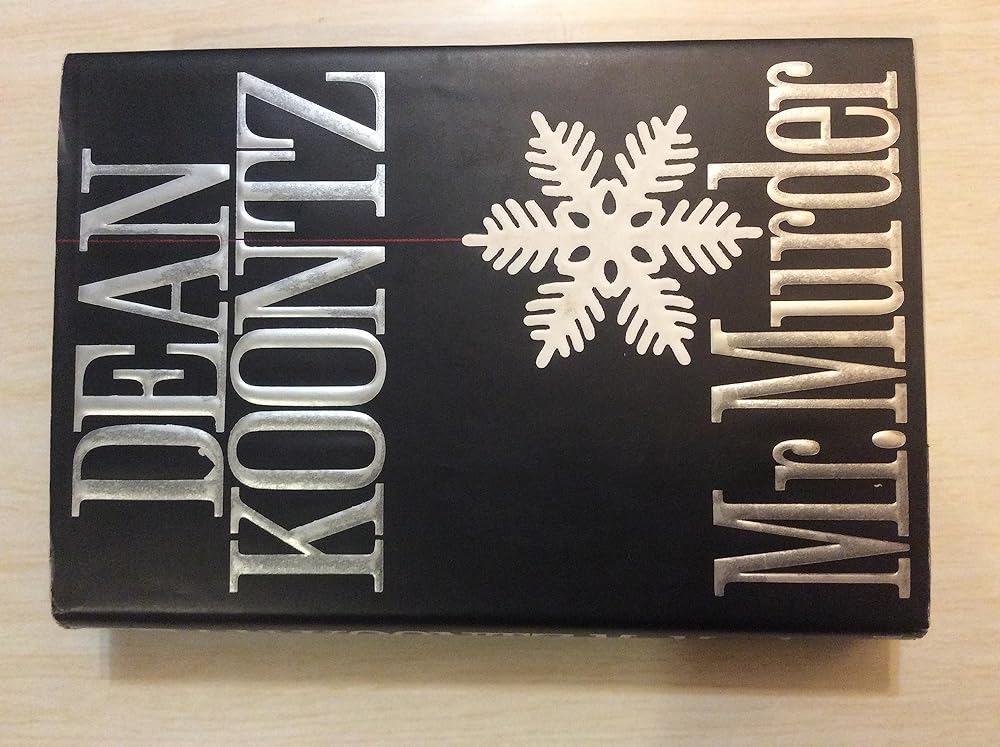 DEAN
KOONTZ
Mr. Murder